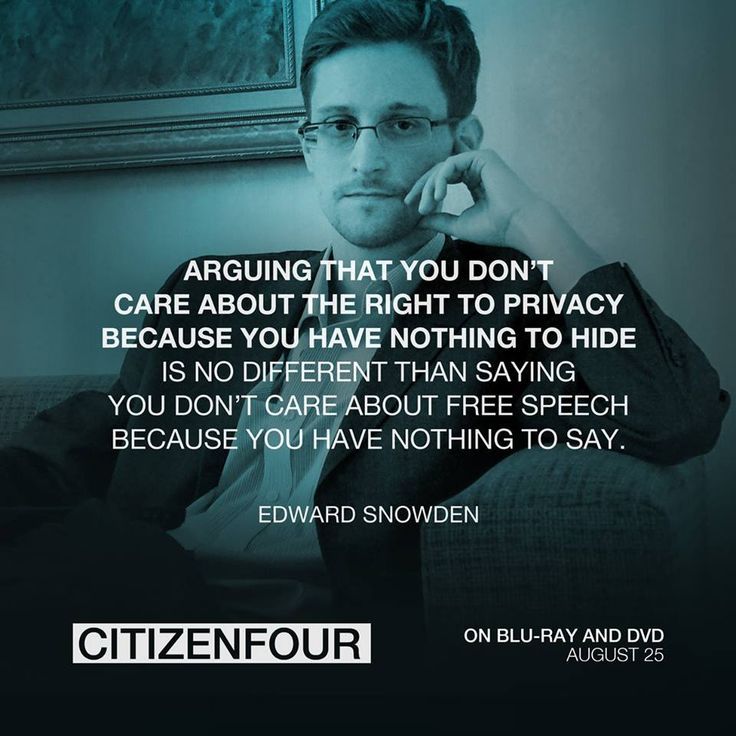 ARGUING THAT YOU DON'T
CARE ABOUT THE RIGHT TO PRIVACY
BECAUSE YOU HAVE NOTHING TO HIDE
IS NO DIFFERENT THAN SAYING
YOU DON'T CARE ABOUT FREE SPEECH
BECAUSE YOU HAVE NOTHING TO SAY.
EDWARD SNOWDEN
CITIZENFOUR
ON BLU-RAY AND DVD
AUGUST 25